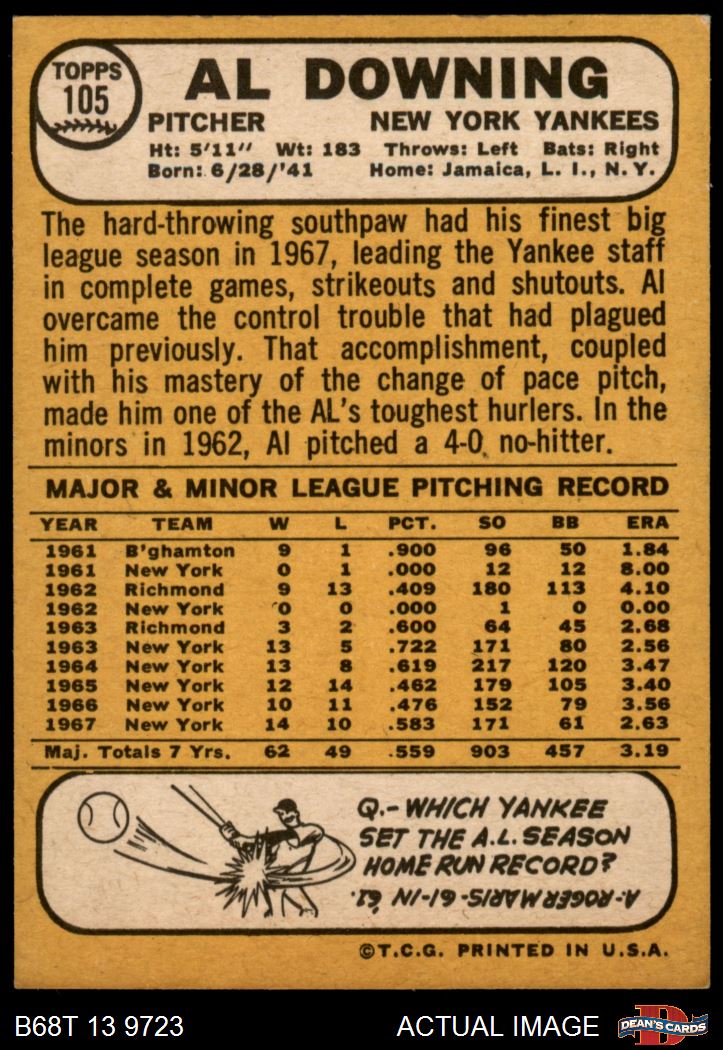 TOPPS
105
AL DOWNING
PITCHER NEW YORK YANKEES
Ht: 5'11" Wt: 183 Throws: Left Bats: Right
Born: 6/28/'41 Home: Jamaica, L. I., N. Y.
The hard-throwing southpaw had his finest big
league season in 1967, leading the Yankee staff
in complete games, strikeouts and shutouts. Al
overcame the control trouble that had plagued
him previously. That accomplishment, coupled
with his mastery of the change of pace pitch,
made him one of the AL's toughest hurlers. In the
minors in 1962, Al pitched a 4-0 no-hitter.
MAJOR & MINOR LEAGUE PITCHING RECORD
YEAR TEAM W L PCT. SO BB ERA
1961 B'ghamton 9 1 .900 96 50 1.84
1961 New York 0 1 .000 12 12 8.00
1962 Richmond 9 13 .409 180 113 4.10
1962 New York 0 0 .000 1 0 0.00
1963 Richmond 3 2 .600 64 45 2.68
1963 New York 13 5 .722 171 80 2.56
1964 New York 13 8 .619 217 120 3.47
1965 New York 12 14 .462 179 105 3.40
1966 New York 10 11 .476 152 79 3.56
1967 New York 14 10 .583 171 61 2.63
Maj. Totals 7 Yrs. 62 49 .559 903 457 3.19
Q.-WHICH YANKEE
SET THE A.L. SEASON
HOME RUN RECORD?
A-ROGER MARIS-61-IN '61.
©T.C.G. PRINTED IN U.S.A.
B68T 13 9723 ACTUAL IMAGE
D
DEAN'S CARDS